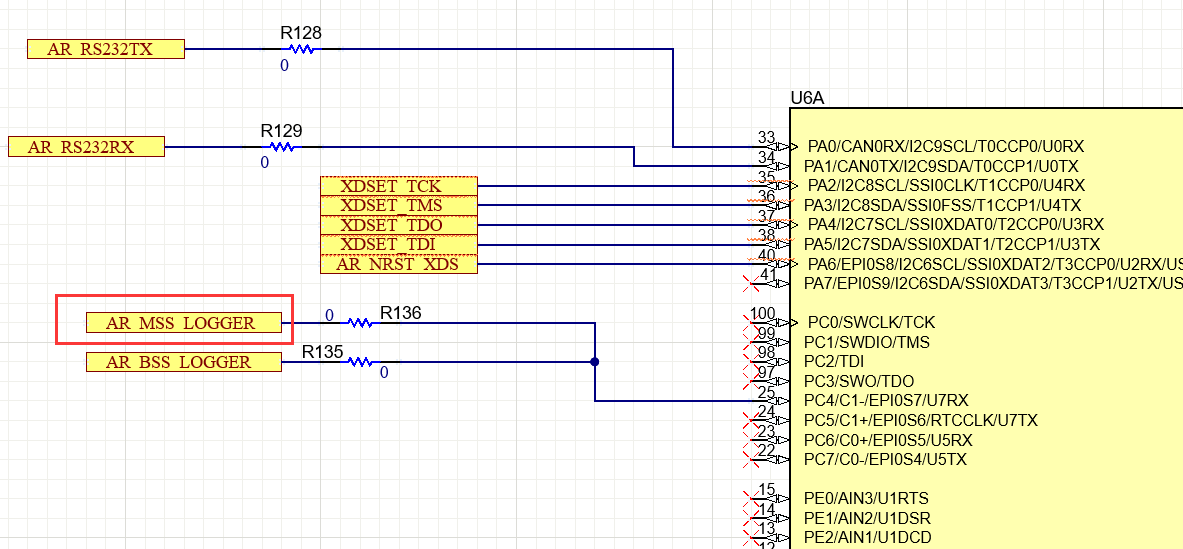 R128
AR_RS232TX
0
U6A
R129
33 PA0/CAN0RX/I2C9SCL/T0CCP0/U0RX
AR_RS232RX
0
34 PA1/CAN0TX/I2C9SDA/T0CCP1/U0TX
XDSET_TCK 35 PA2/I2C8SCL/SSI0CLK/T1CCP0/U4RX
XDSET_TMS 36 PA3/I2C8SDA/SSI0FSS/T1CCP1/U4TX
XDSET_TDO 37 PA4/I2C7SCL/SSI0XDAT0/T2CCP0/U3RX
XDSET_TDI 38 PA5/I2C7SDA/SSI0XDAT1/T2CCP1/U3TX
AR_NRST_XDS 40 PA6/EPI0S8/I2C6SCL/SSI0XDAT2/T3CCP0/U2RX/US
41 PA7/EPI0S9/I2C6SDA/SSI0XDAT3/T3CCP1/U2TX/US
AR_MSS_LOGGER 0 R136 100 PC0/SWCLK/TCK
99 PC1/SWDIO/TMS
AR_BSS_LOGGER R135 0 98 PC2/TDI
97 PC3/SWO/TDO
25 PC4/C1-/EPI0S7/U7RX
24 PC5/C1+/EPI0S6/RTCCLK/U7TX
23 PC6/C0+/EPI0S5/U5RX
22 PC7/C0-/EPI0S4/U5TX
15 PE0/AIN3/U1RTS
14 PE1/AIN2/U1DSR
13 PE2/AIN1/U1DCD
12